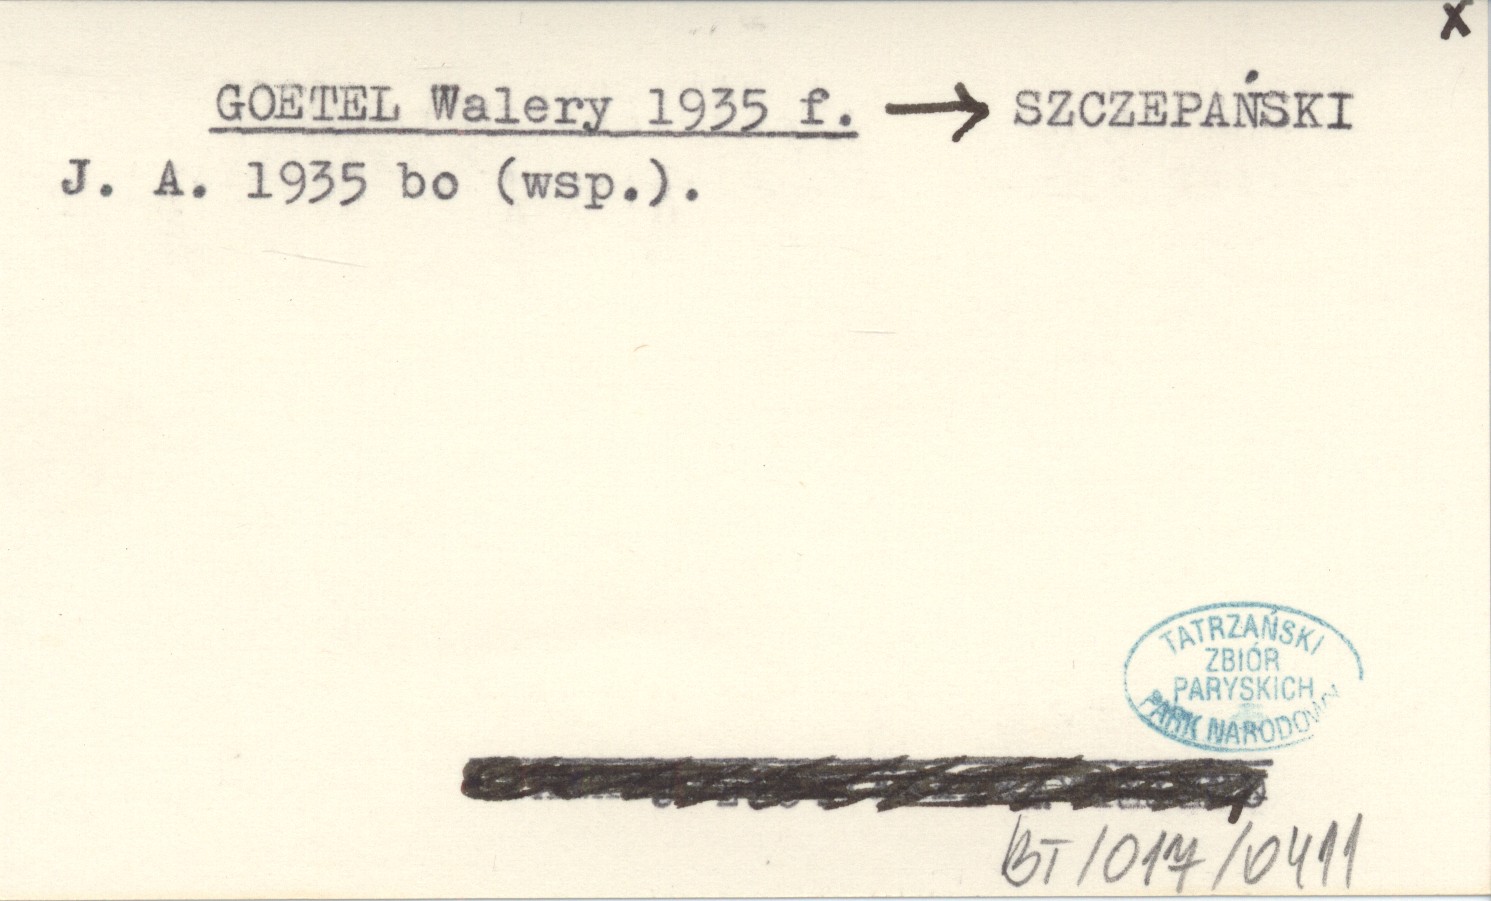 x
GOETEL Walery 1935 f. → SZCZEPAŃSKI
J. A. 1935 bo (wsp.).
TATRZAŃSKI
ZBIÓR
PARYSKICH
PARK NARODOWY
BT/017/0411